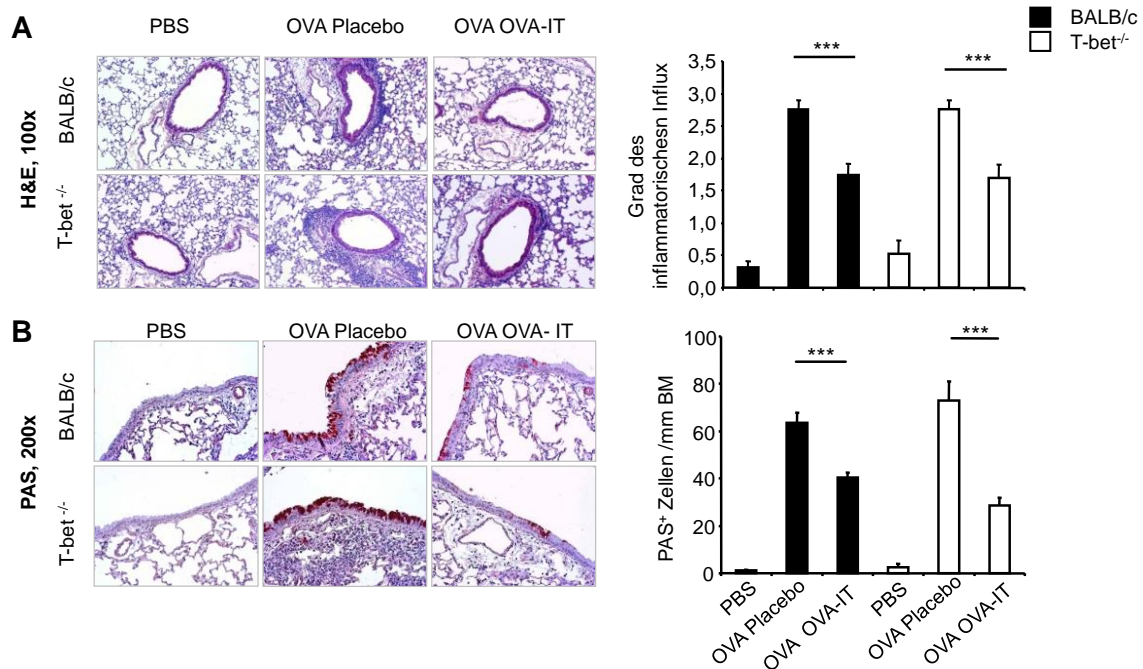 A
PBS
OVA Placebo
OVA OVA-IT
H&E, 100x
BALB/c
T-bet -/-
BALB/c
T-bet-/-
***
***
Grad des
inflammatorischesn Influx
3,5
3,0
2,5
2,0
1,5
1,0
0,5
0,0
B
PBS
OVA Placebo
OVA OVA- IT
PAS, 200x
BALB/c
T-bet -/-
***
***
PAS+ Zellen /mm BM
100
80
60
40
20
0
PBS
OVA Placebo
OVA OVA-IT
PBS
OVA Placebo
OVA OVA-IT